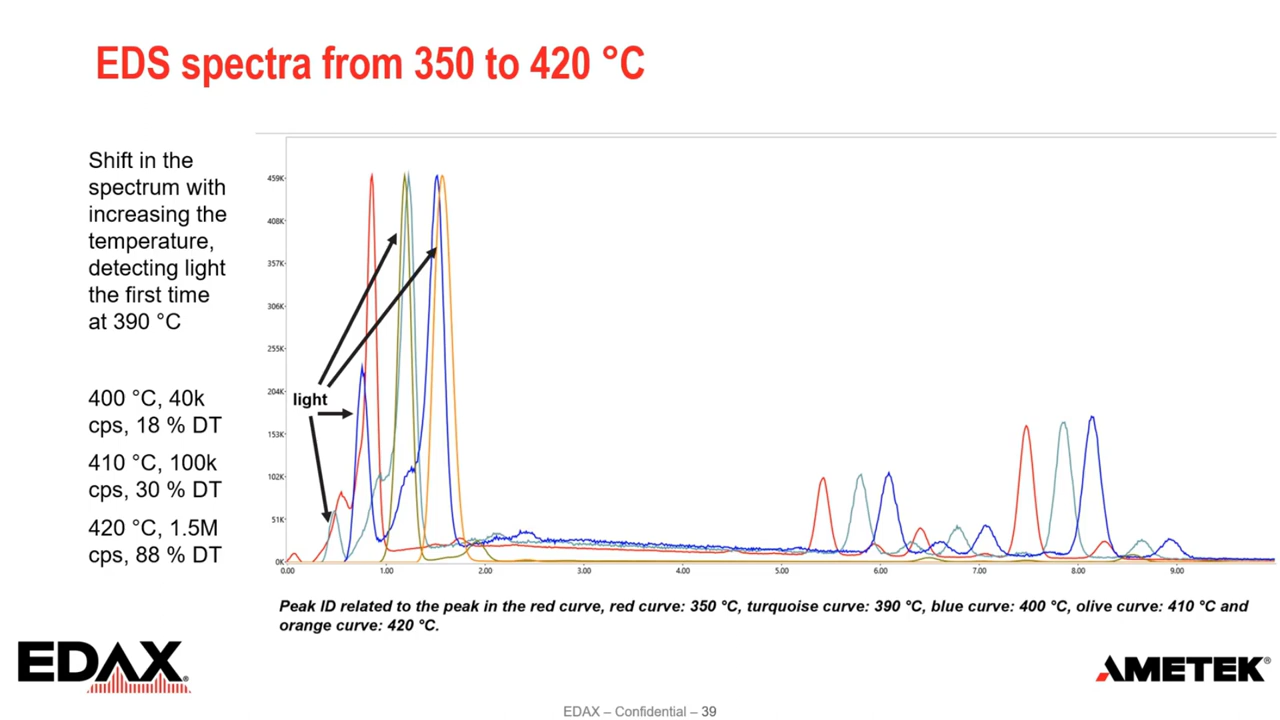 EDS spectra from 350 to 420 °C
Shift in the
spectrum with
increasing the
temperature,
detecting light
the first time
at 390 °C
400 °C, 40k
cps, 18 % DT
410 °C, 100k
cps, 30 % DT
420 °C, 1.5M
cps, 88 % DT
459K
408K
357K
306K
255K
204K
153K
102K
51K
0K
light
0.00 1.00 2.00 3.00 4.00 5.00 6.00 7.00 8.00 9.00
Peak ID related to the peak in the red curve, red curve: 350 °C, turquoise curve: 390 °C, blue curve: 400 °C, olive curve: 410 °C and
orange curve: 420 °C.
EDAX®
AMETEK®
EDAX – Confidential – 39